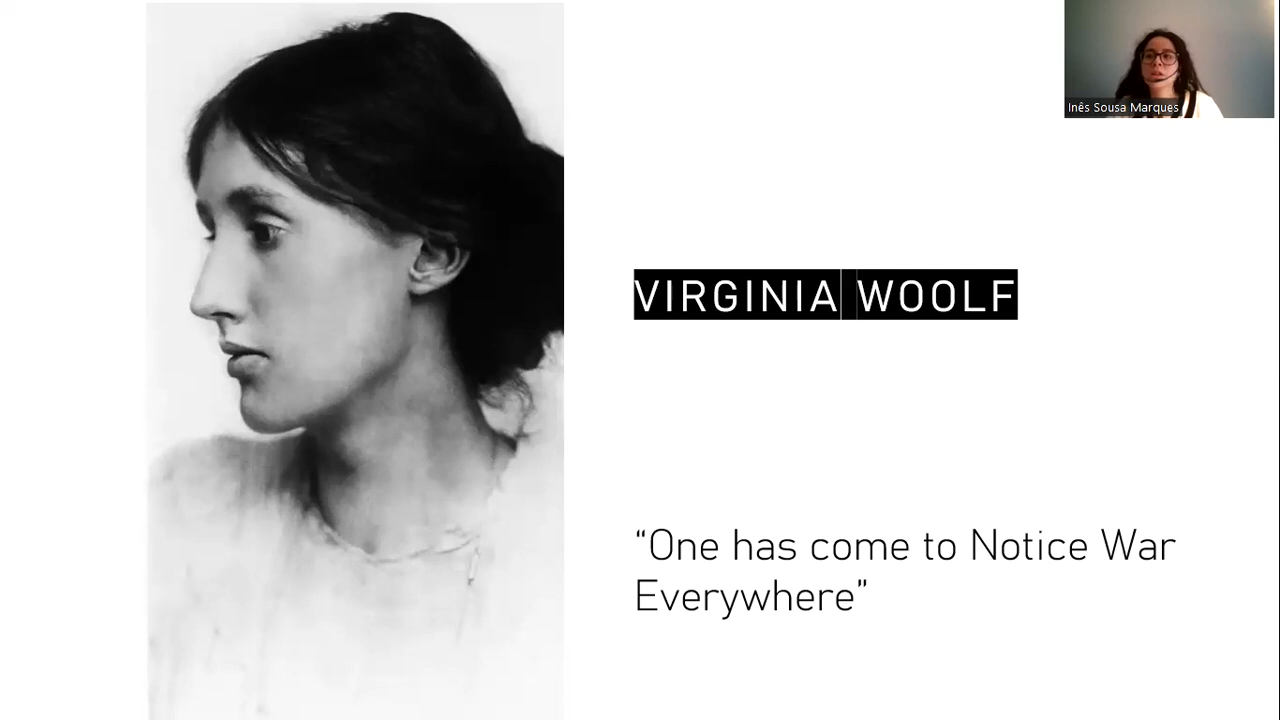 Inês Sousa Marques
VIRGINIA WOOLF
“One has come to Notice War
Everywhere”